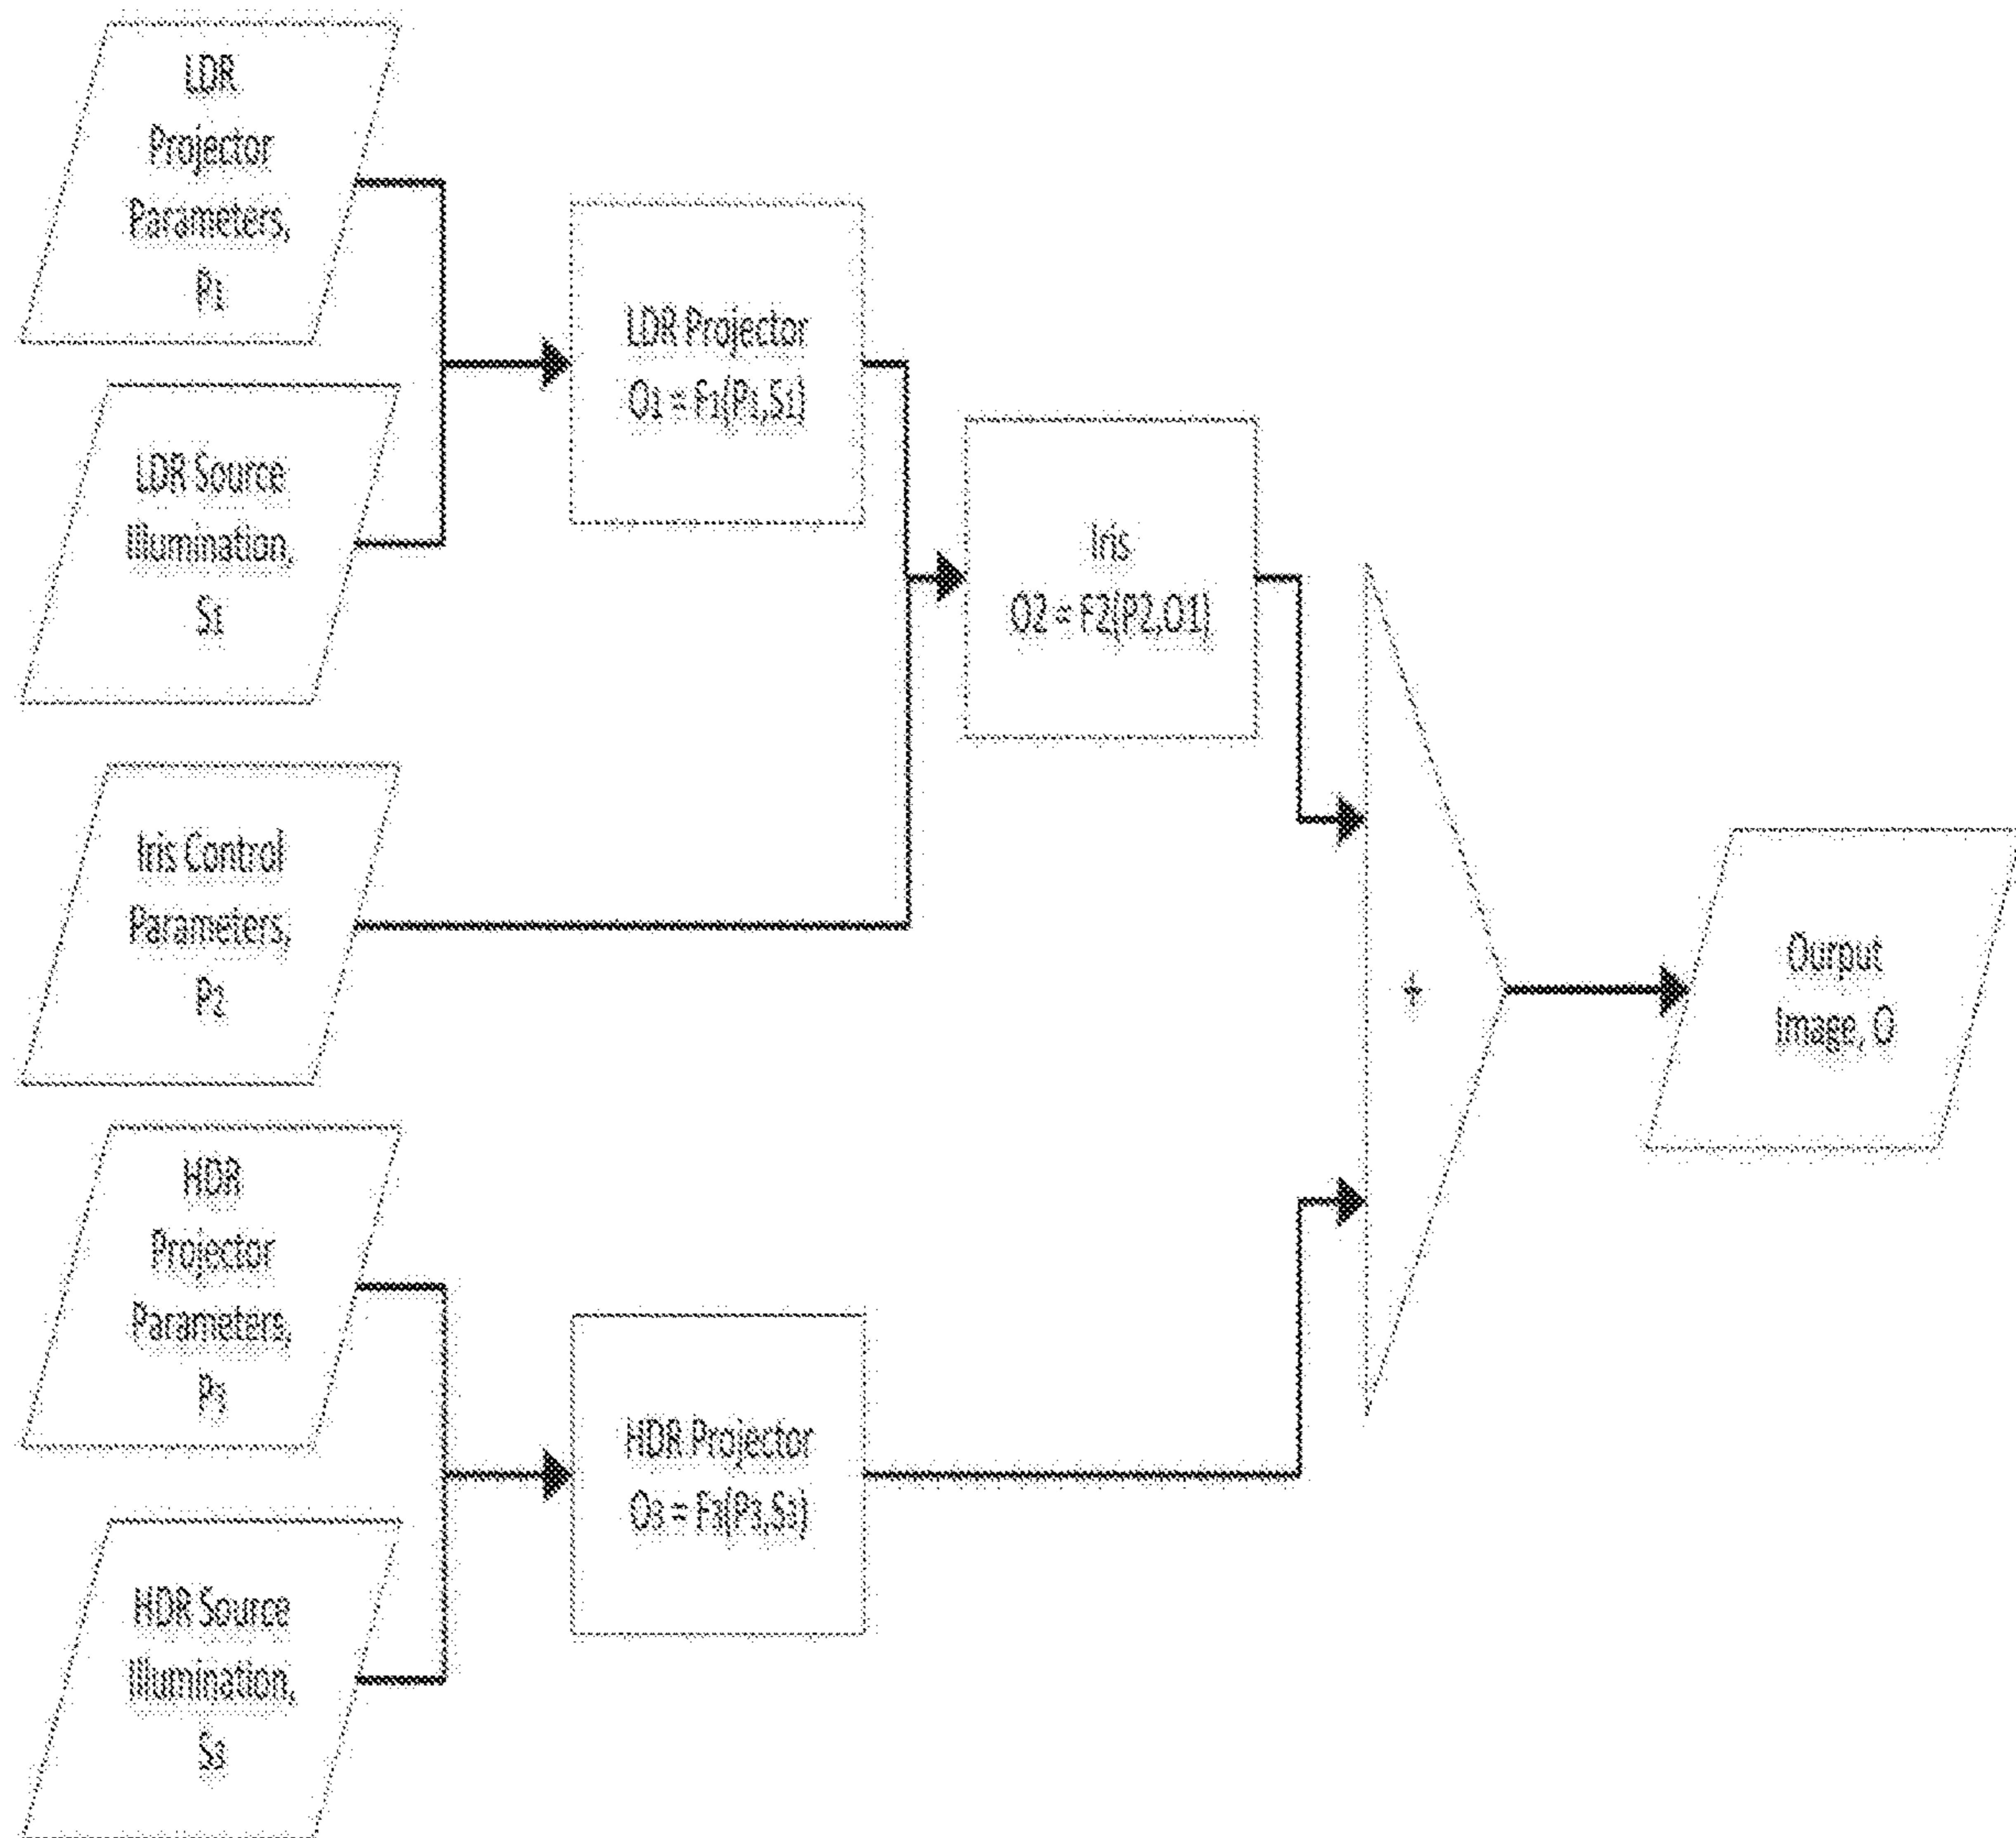 LDR
Projector
Parameters,
P1
LDR Source
Illumination,
S1
Iris Control
Parameters,
P2
HDR
Projector
Parameters,
P3
HDR Source
Illumination,
S3
LDR Projector
O1 = F1(P1,S1)
Iris
O2 = F2(P2,O1)
HDR Projector
O3 = F3(P3,S3)
+
Ourput
Image, O